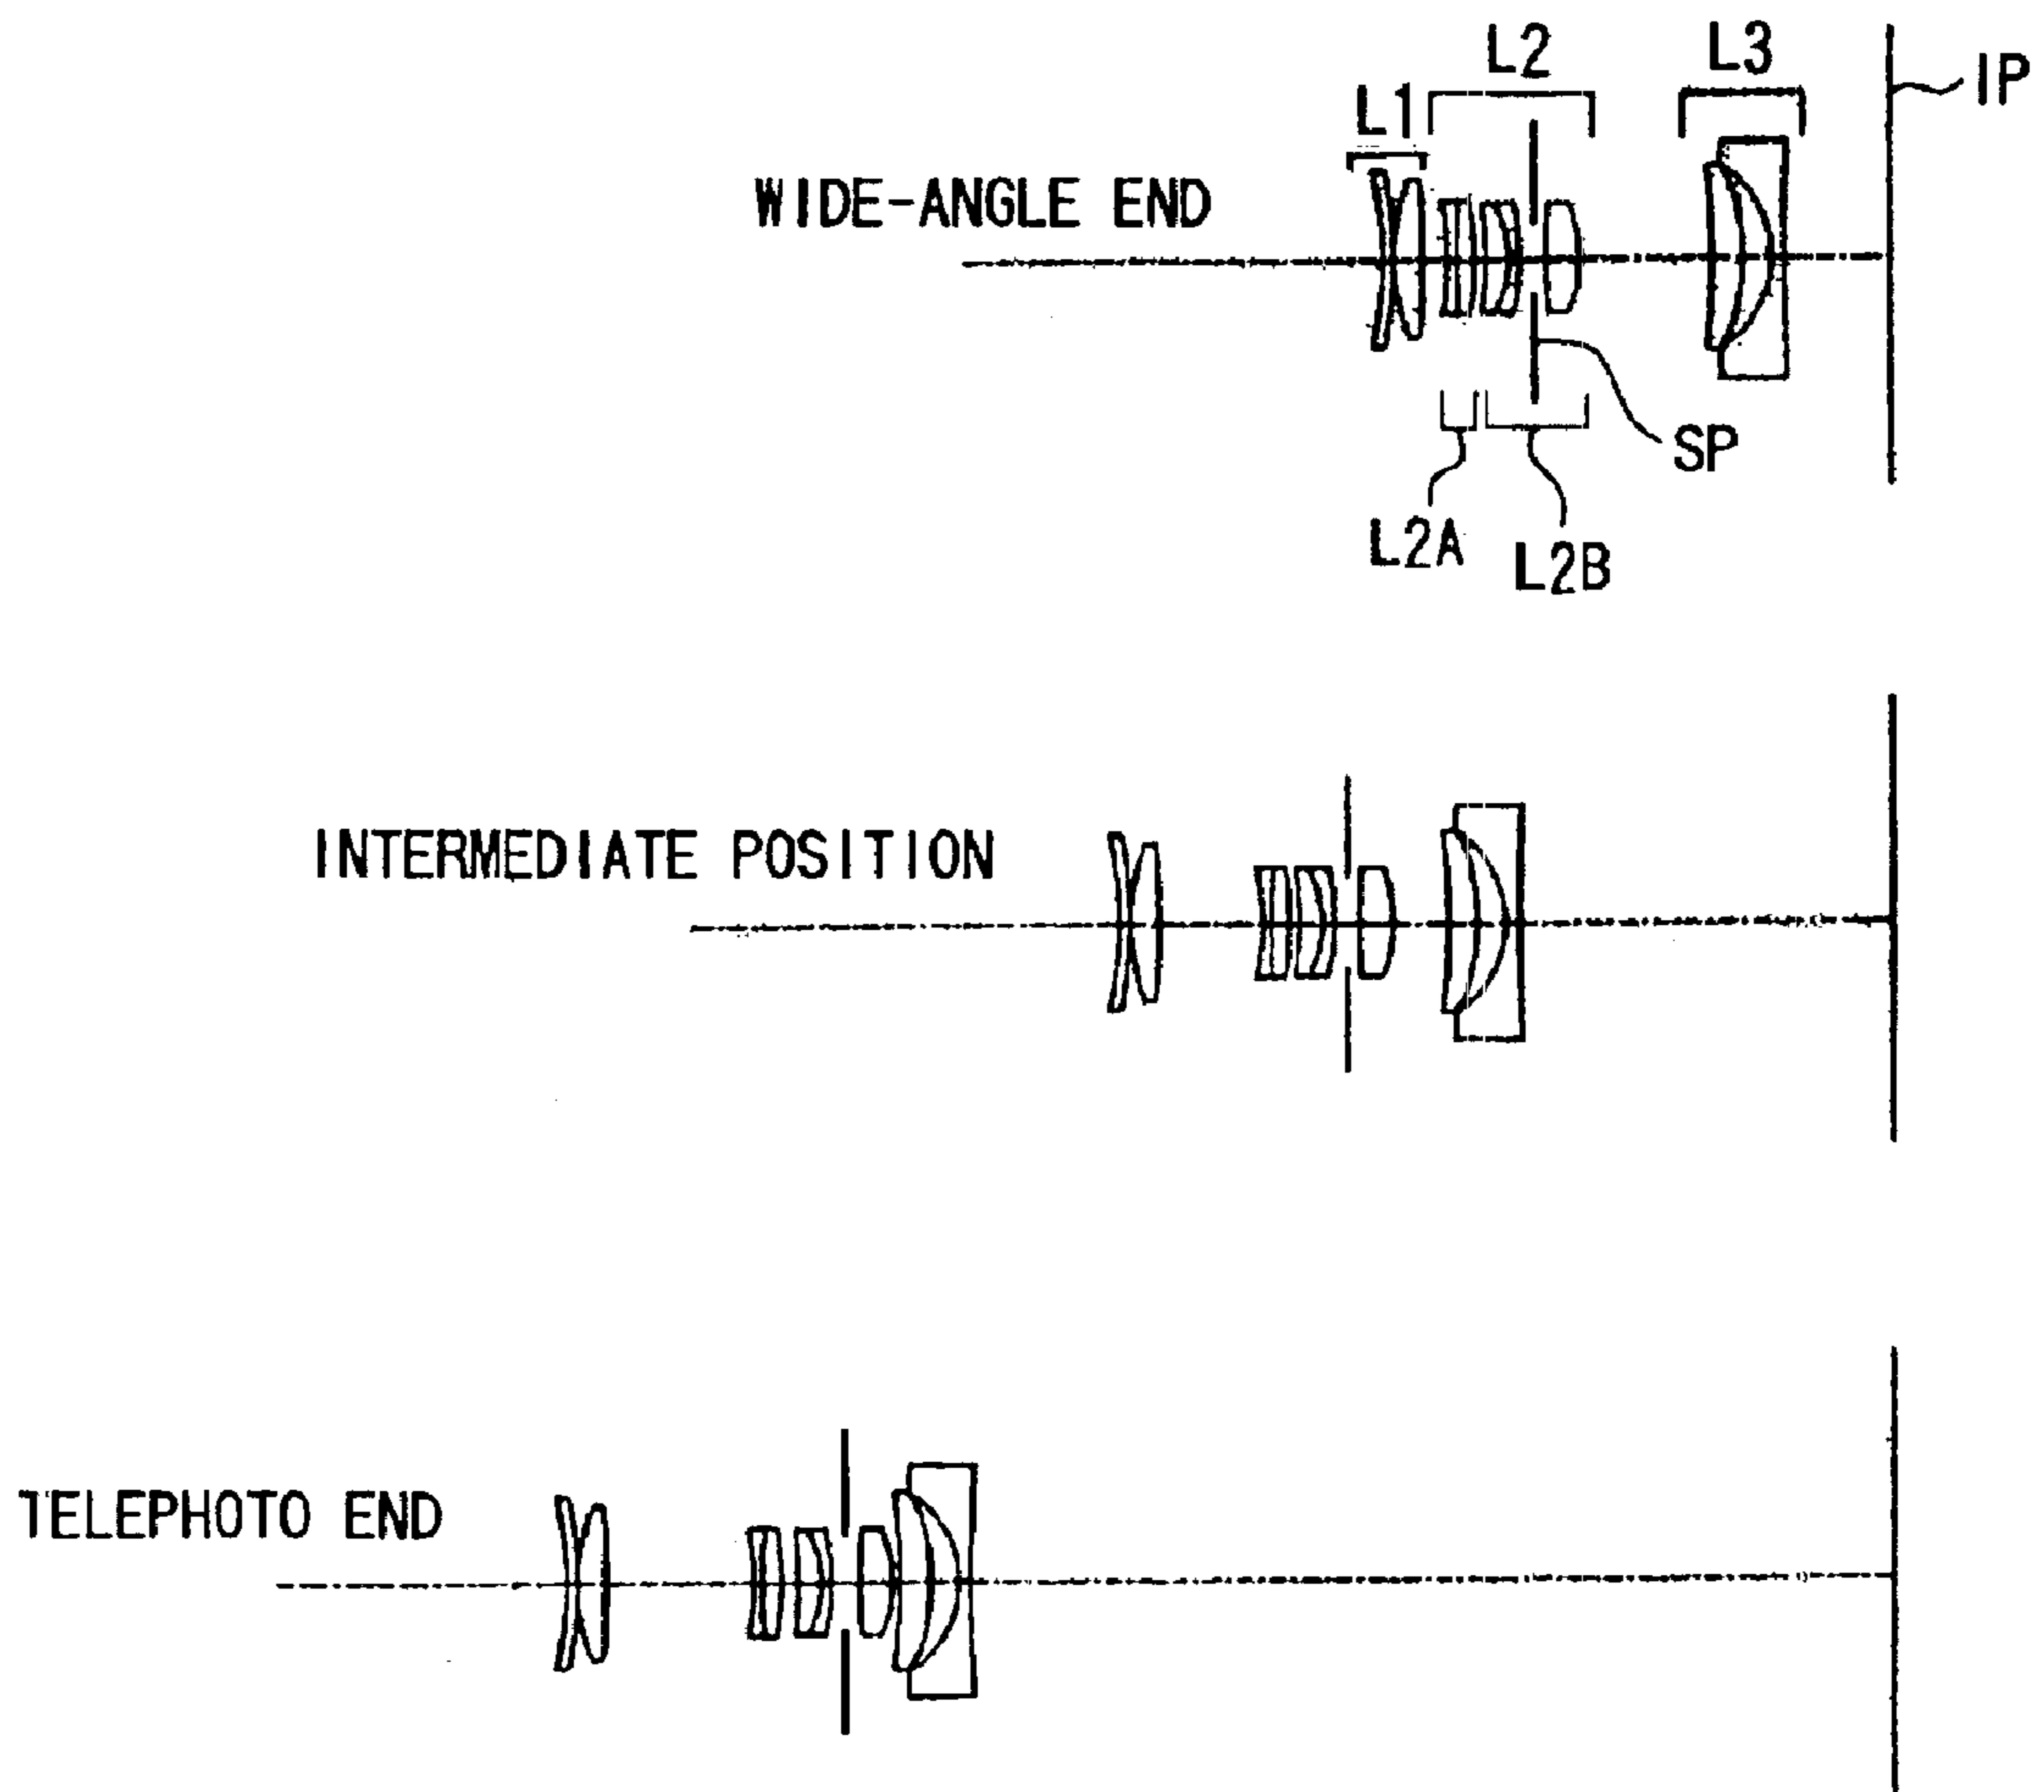 L2
L3
IP
L1
WIDE-ANGLE END
SP
L2A
L2B
INTERMEDIATE POSITION
TELEPHOTO END